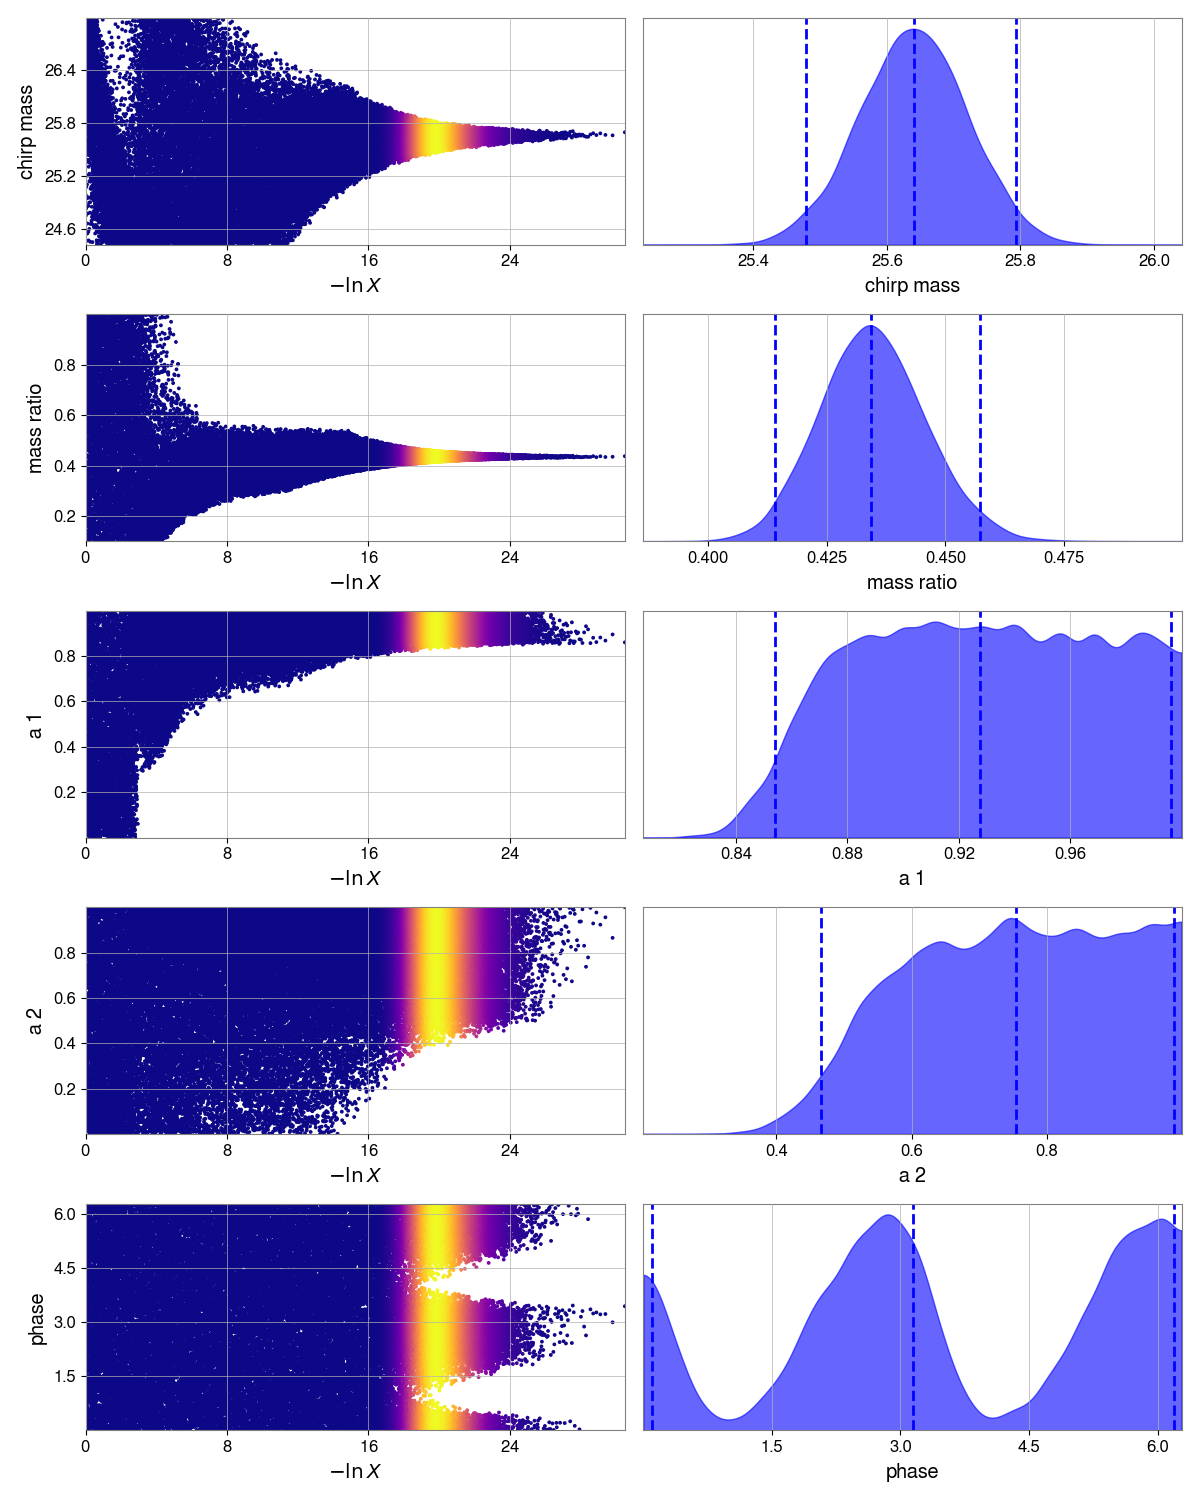 chirp mass
26.4
25.8
25.2
24.6
0 8 16 24
−ln X
25.4 25.6 25.8 26.0
chirp mass
mass ratio
0.8
0.6
0.4
0.2
0 8 16 24
−ln X
0.400 0.425 0.450 0.475
mass ratio
a 1
0.8
0.6
0.4
0.2
0 8 16 24
−ln X
0.84 0.88 0.92 0.96
a 1
a 2
0.8
0.6
0.4
0.2
0 8 16 24
−ln X
0.4 0.6 0.8
a 2
phase
6.0
4.5
3.0
1.5
0 8 16 24
−ln X
1.5 3.0 4.5 6.0
phase